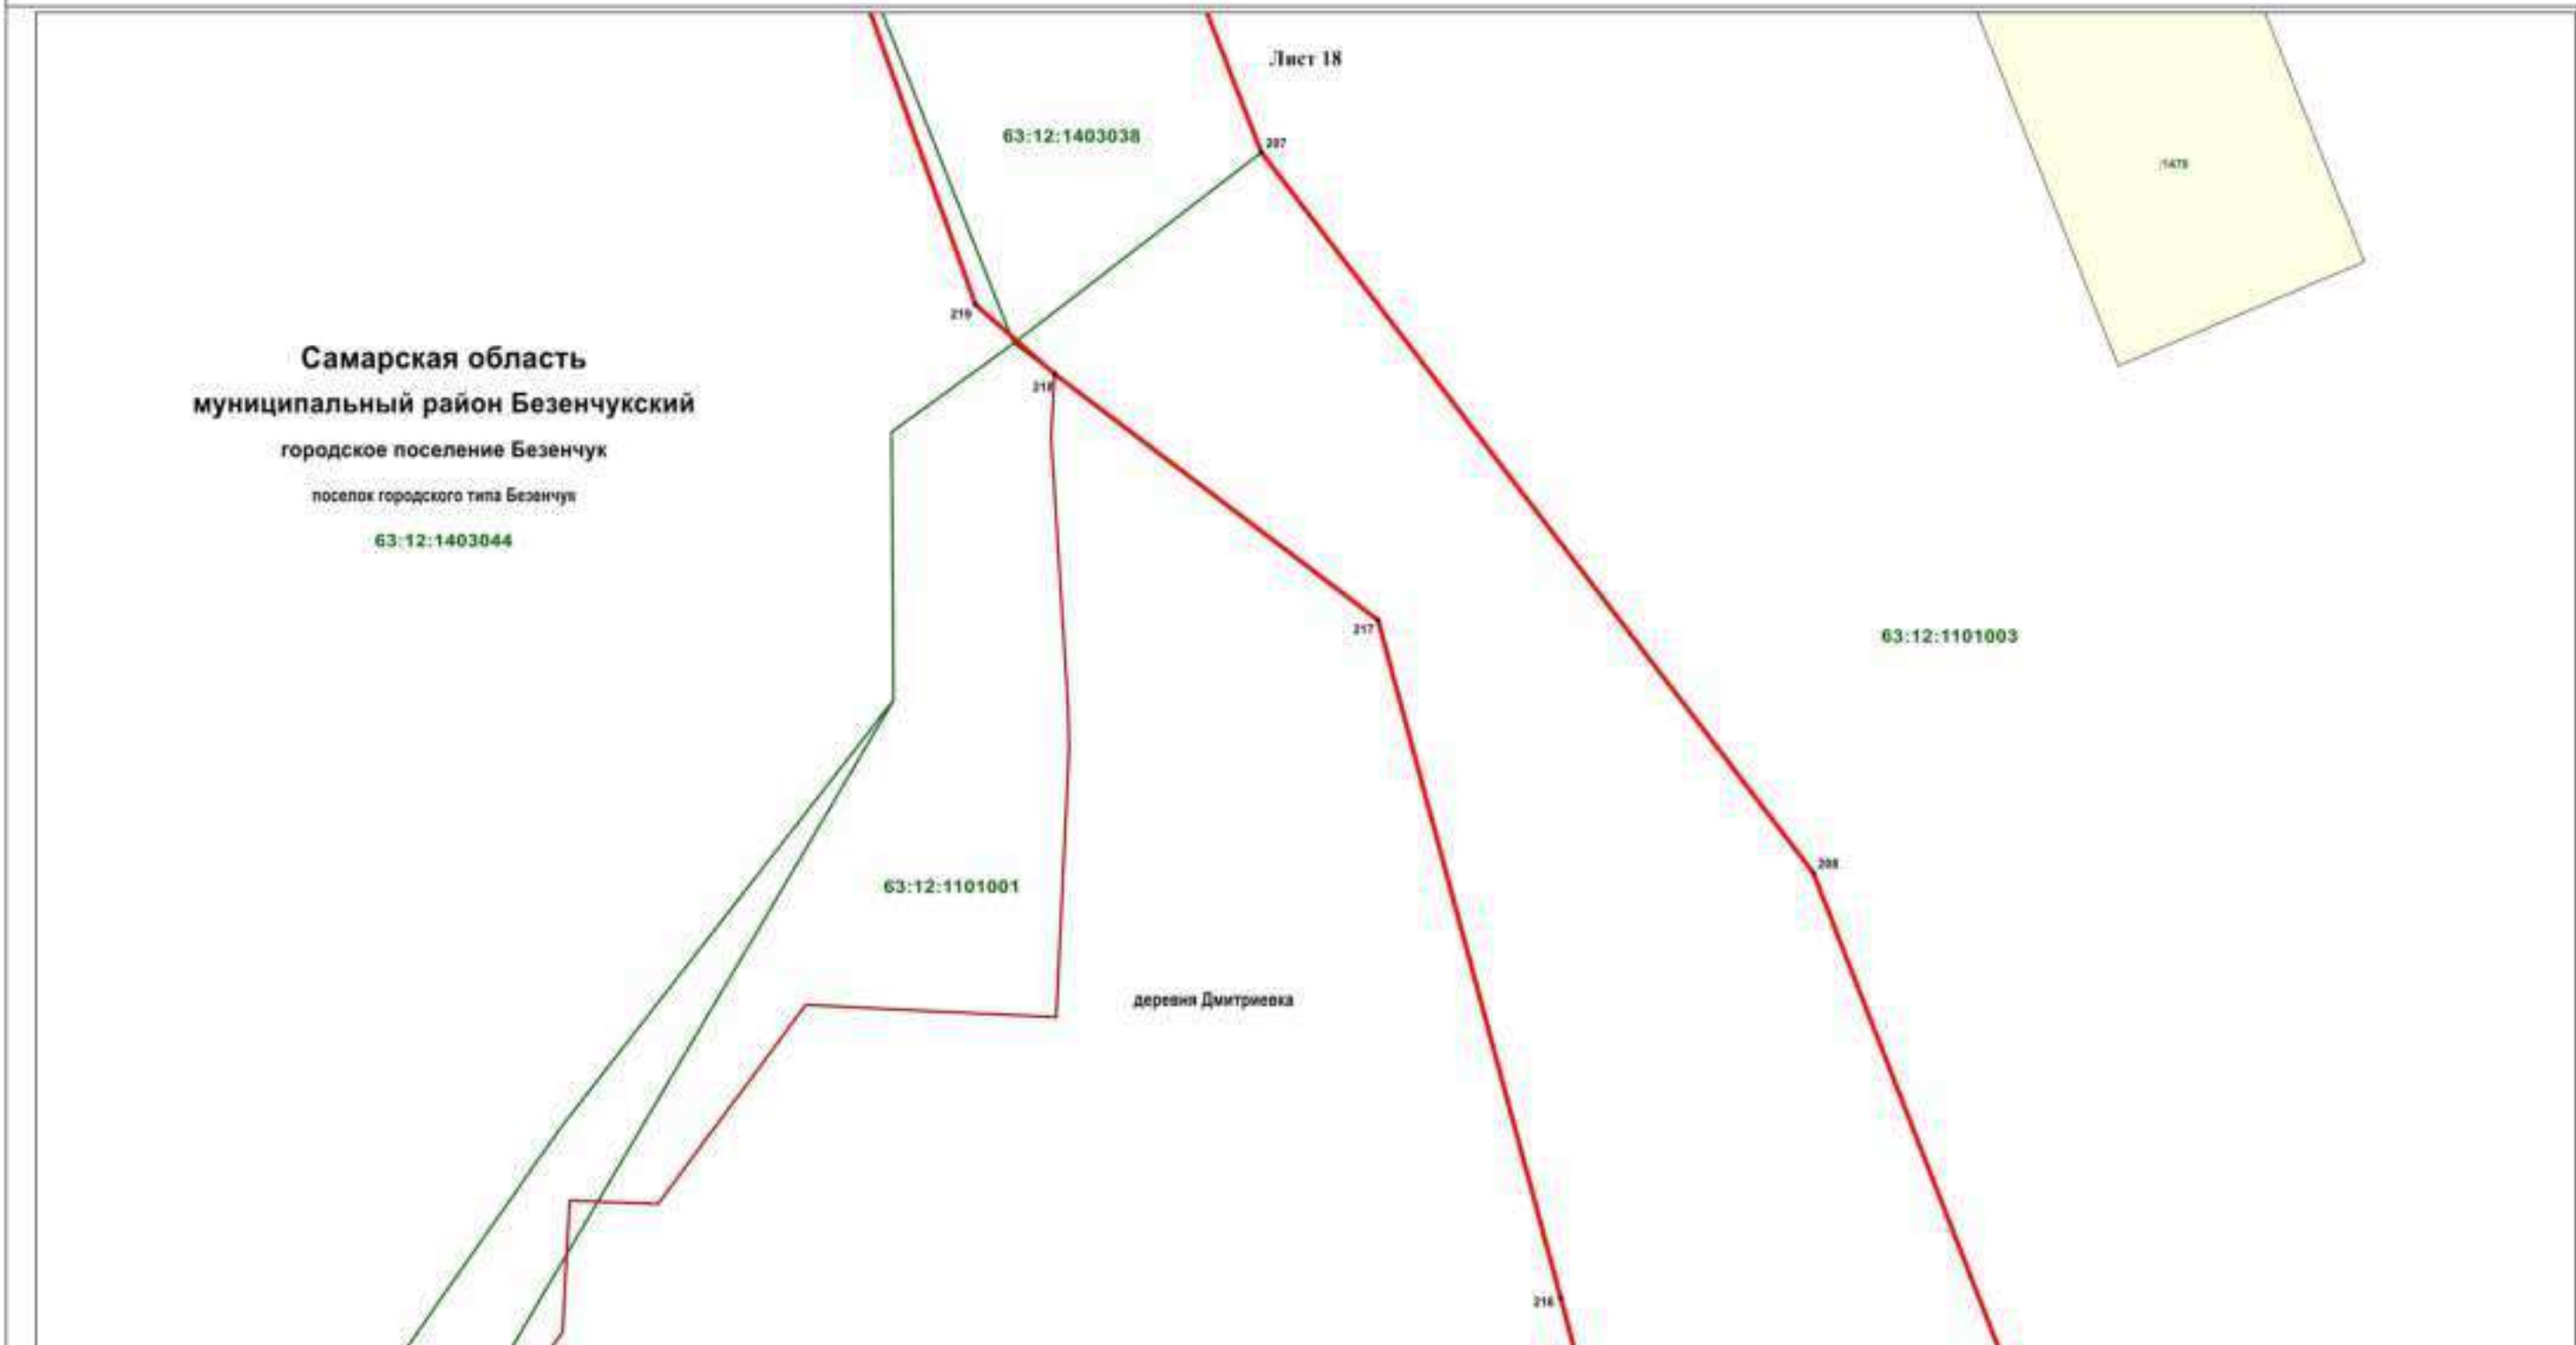 Лист 18
63:12:1403038
207
219
Самарская область
муниципальный район Безенчукский
городское поселение Безенчук
поселок городского типа Безенчук
63:12:1403044
218
217
63:12:1101003
208
63:12:1101001
деревня Дмитриевка
216